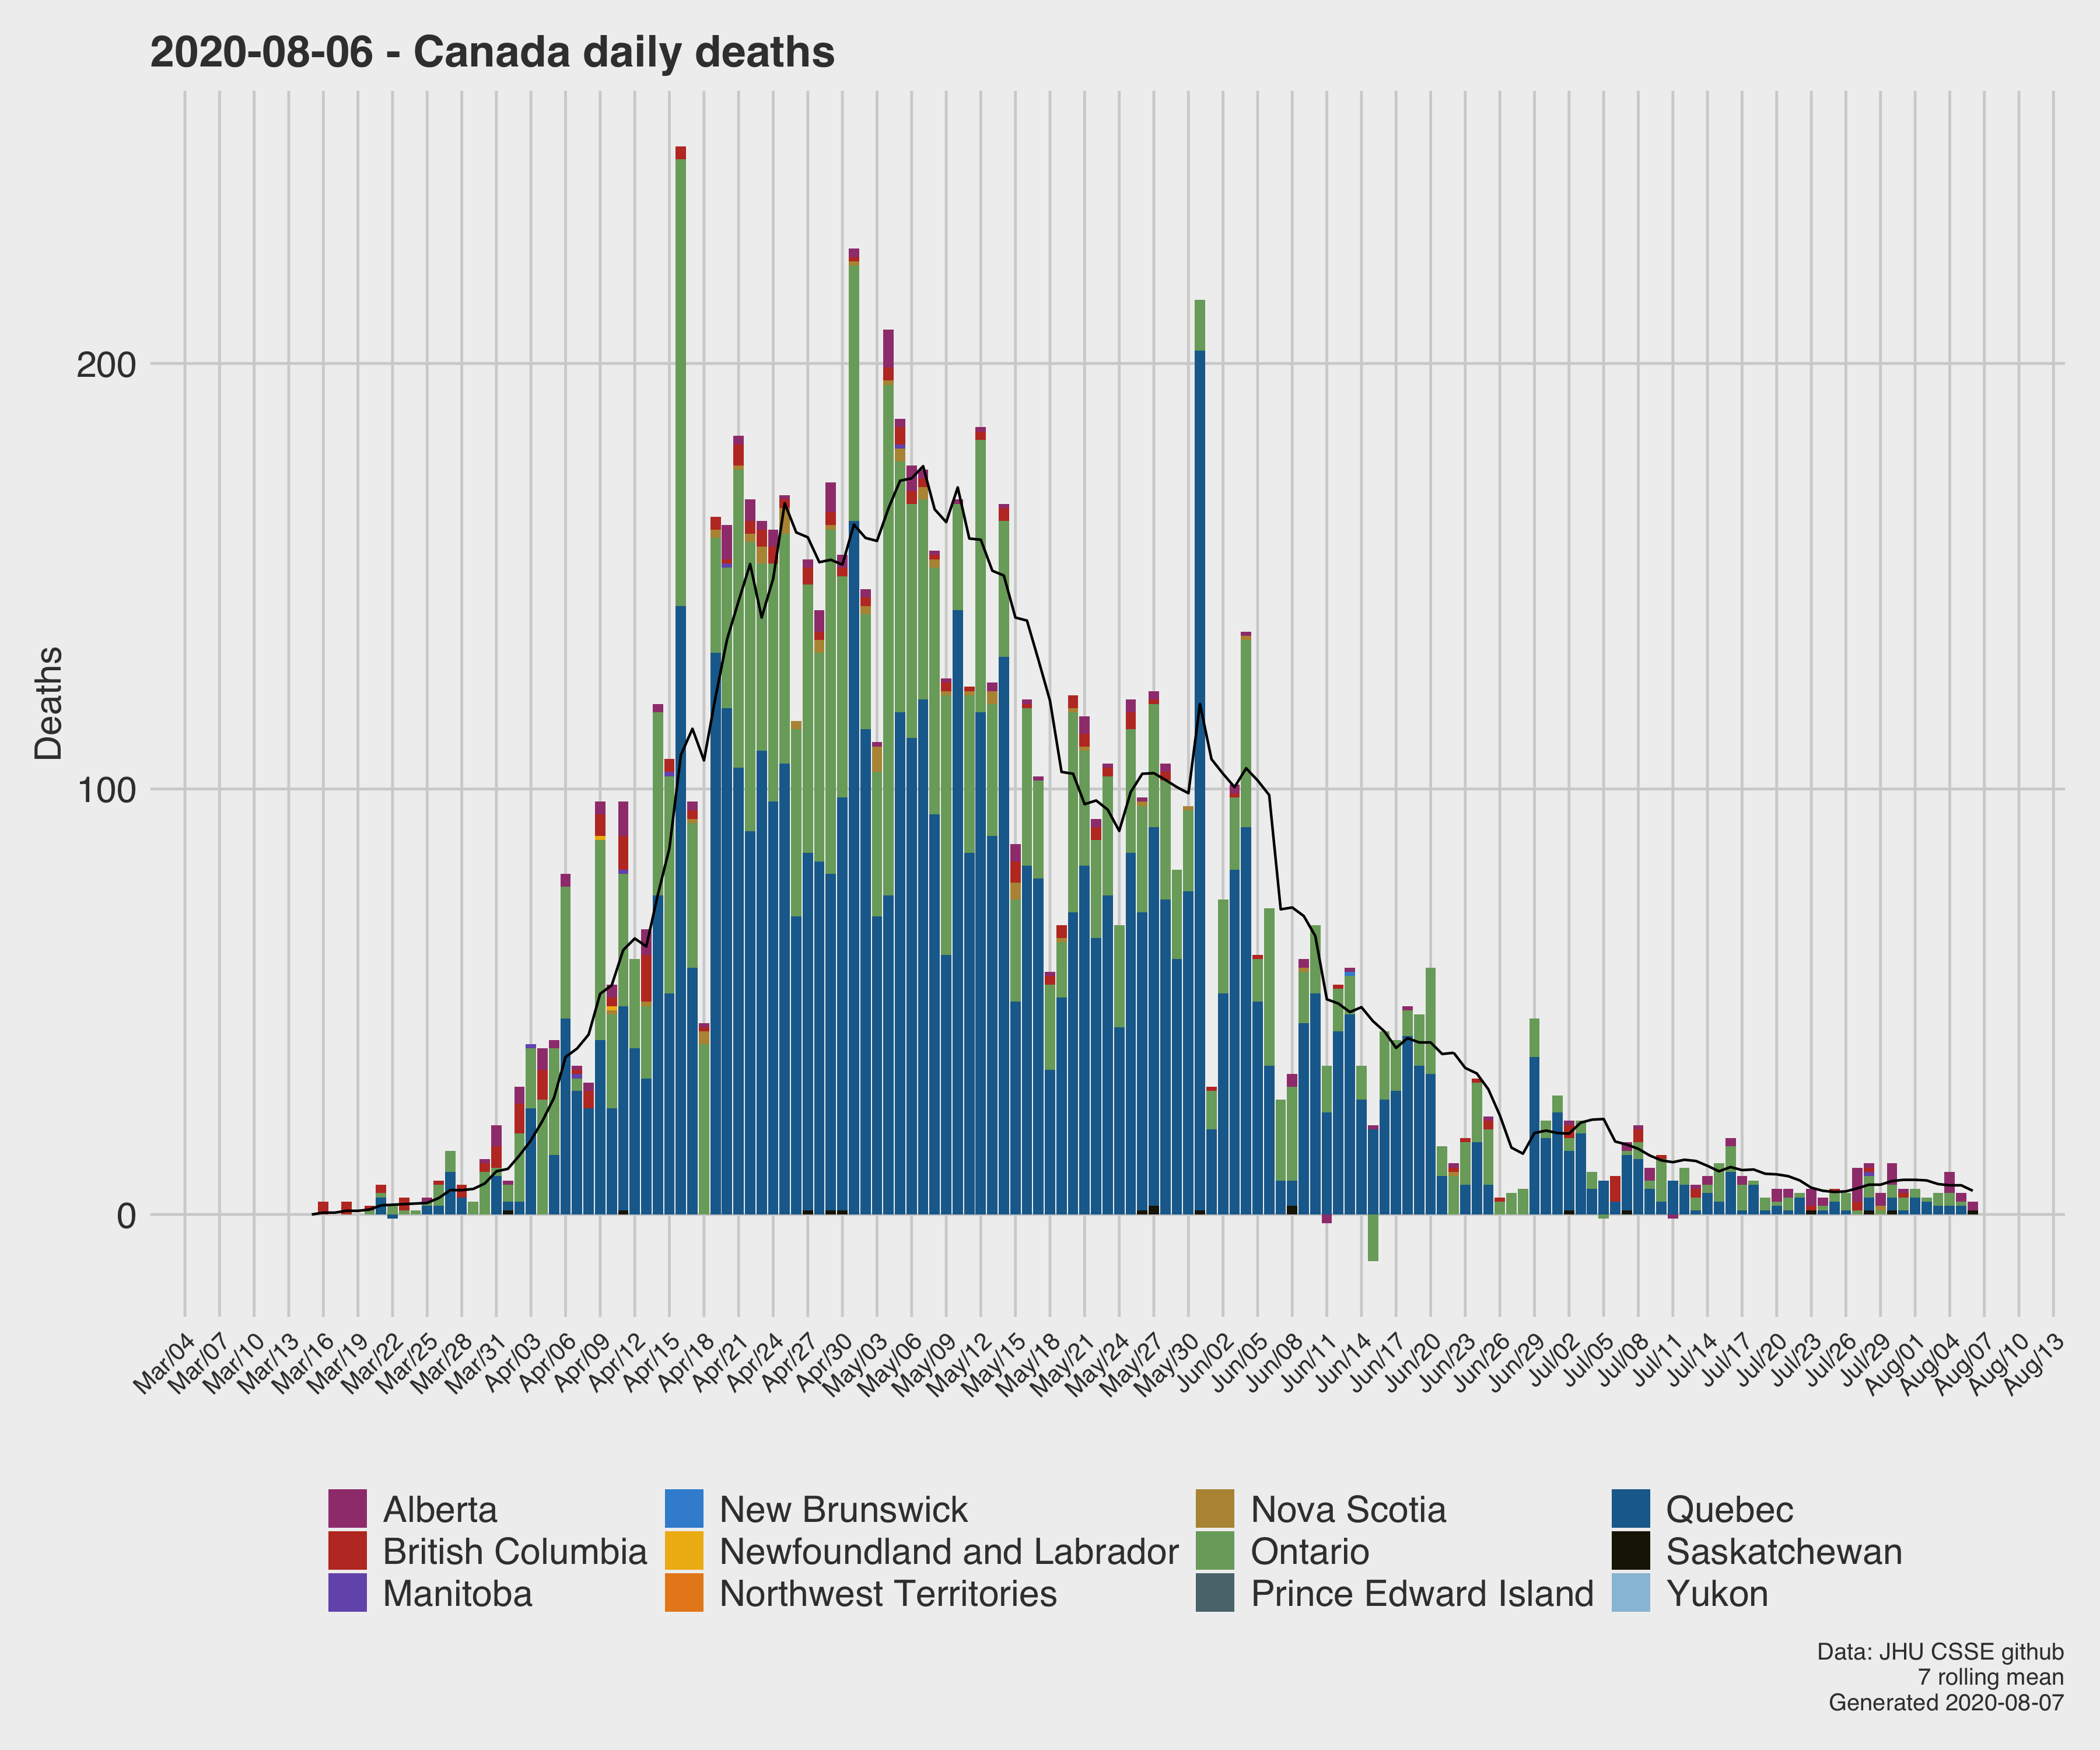 2020-08-06 - Canada daily deaths
Deaths
200
100
0
Mar/04 Mar/07 Mar/10 Mar/13 Mar/16 Mar/19 Mar/22 Mar/25 Mar/28 Mar/31 Apr/03 Apr/06 Apr/09 Apr/12 Apr/15 Apr/18 Apr/21 Apr/24 Apr/27 Apr/30 May/03 May/06 May/09 May/12 May/15 May/18 May/21 May/24 May/27 May/30 Jun/02 Jun/05 Jun/08 Jun/11 Jun/14 Jun/17 Jun/20 Jun/23 Jun/26 Jun/29 Jul/02 Jul/05 Jul/08 Jul/11 Jul/14 Jul/17 Jul/20 Jul/23 Jul/26 Jul/29 Aug/01 Aug/04 Aug/07 Aug/10 Aug/13
Alberta New Brunswick Nova Scotia Quebec
British Columbia Newfoundland and Labrador Ontario Saskatchewan
Manitoba Northwest Territories Prince Edward Island Yukon
Data: JHU CSSE github
7 rolling mean
Generated 2020-08-07